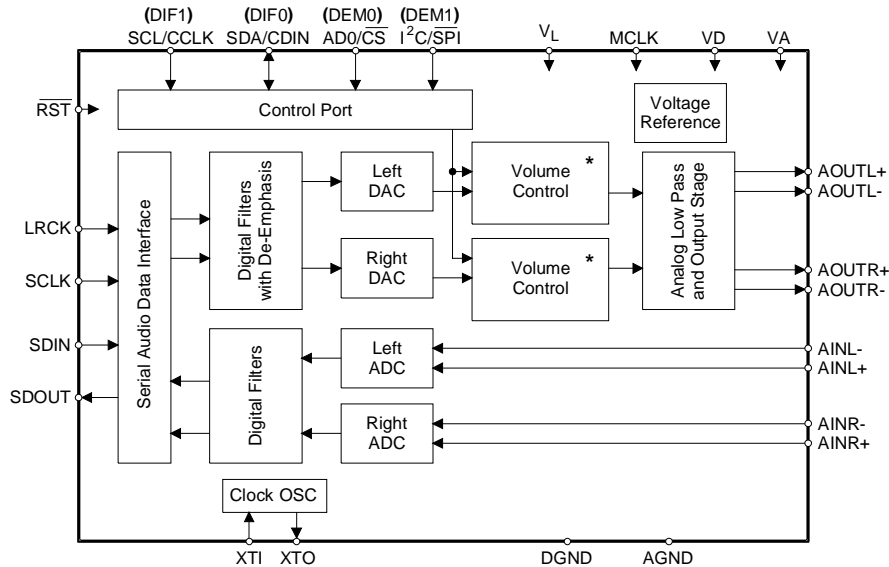 (DIF1) (DIF0) (DEM0) (DEM1)
SCL/CCLK SDA/CDIN AD0/C̅S̅ I²C/S̅P̅I̅ VL MCLK VD VA
R̅S̅T̅
Control Port
Voltage
Reference
Serial Audio Data Interface
Digital Filters
with De-Emphasis
Left
DAC
Volume
Control
*
Analog Low Pass
and Output Stage
AOUTL+
AOUTL-
LRCK
SCLK
Right
DAC
Volume
Control
*
AOUTR+
AOUTR-
SDIN
SDOUT
Digital Filters
Left
ADC
AINL-
AINL+
Right
ADC
AINR-
AINR+
Clock OSC
XTI XTO DGND AGND